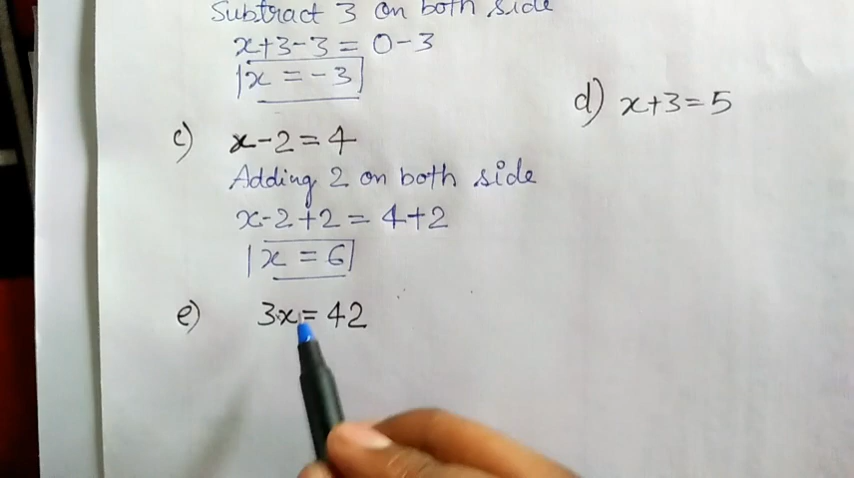 Subtract 3 on both side
x+3-3 = 0-3
x = -3
c) x-2=4
Adding 2 on both side
x-2+2 = 4+2
x = 6
d) x+3=5
e) 3x=42